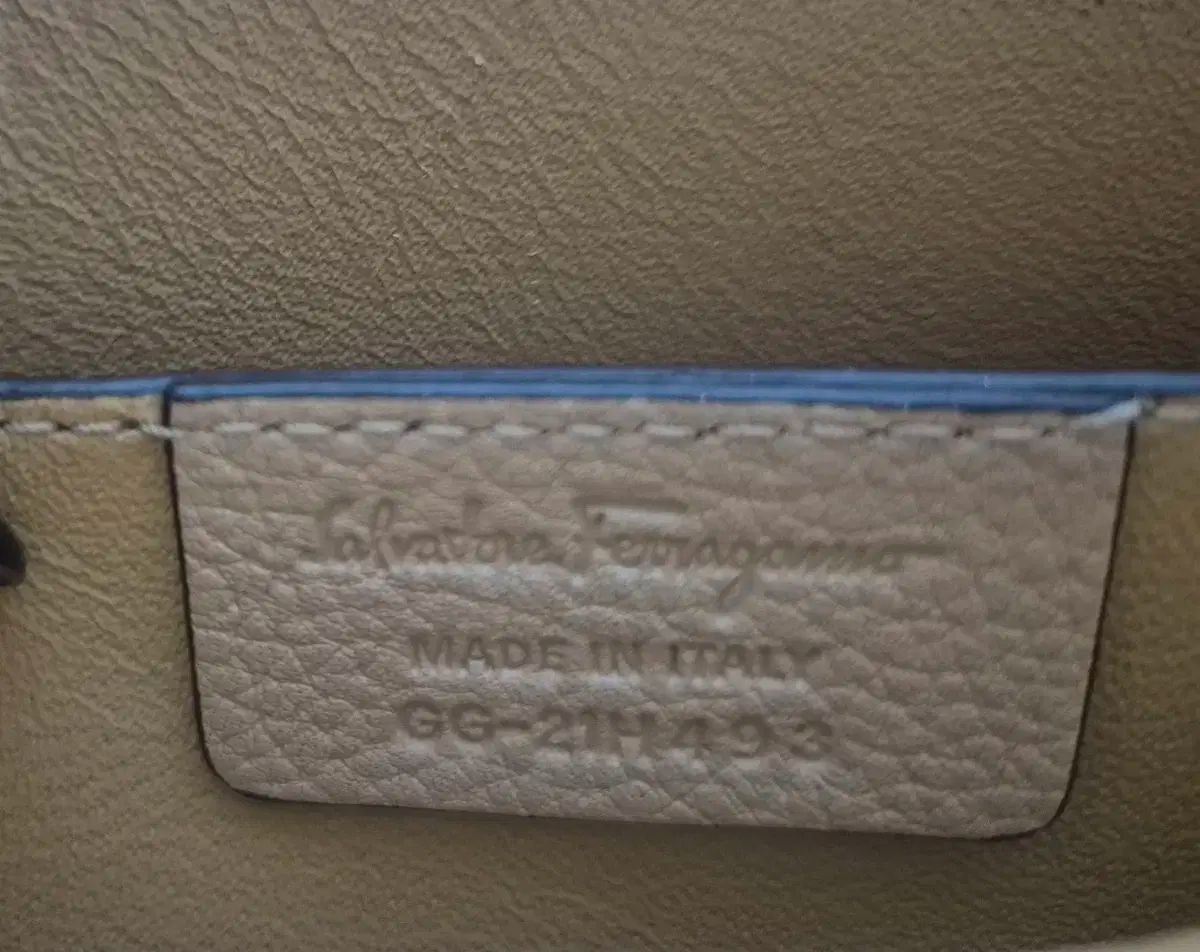 Salvatore Ferragamo
MADE IN ITALY
GG-21H493